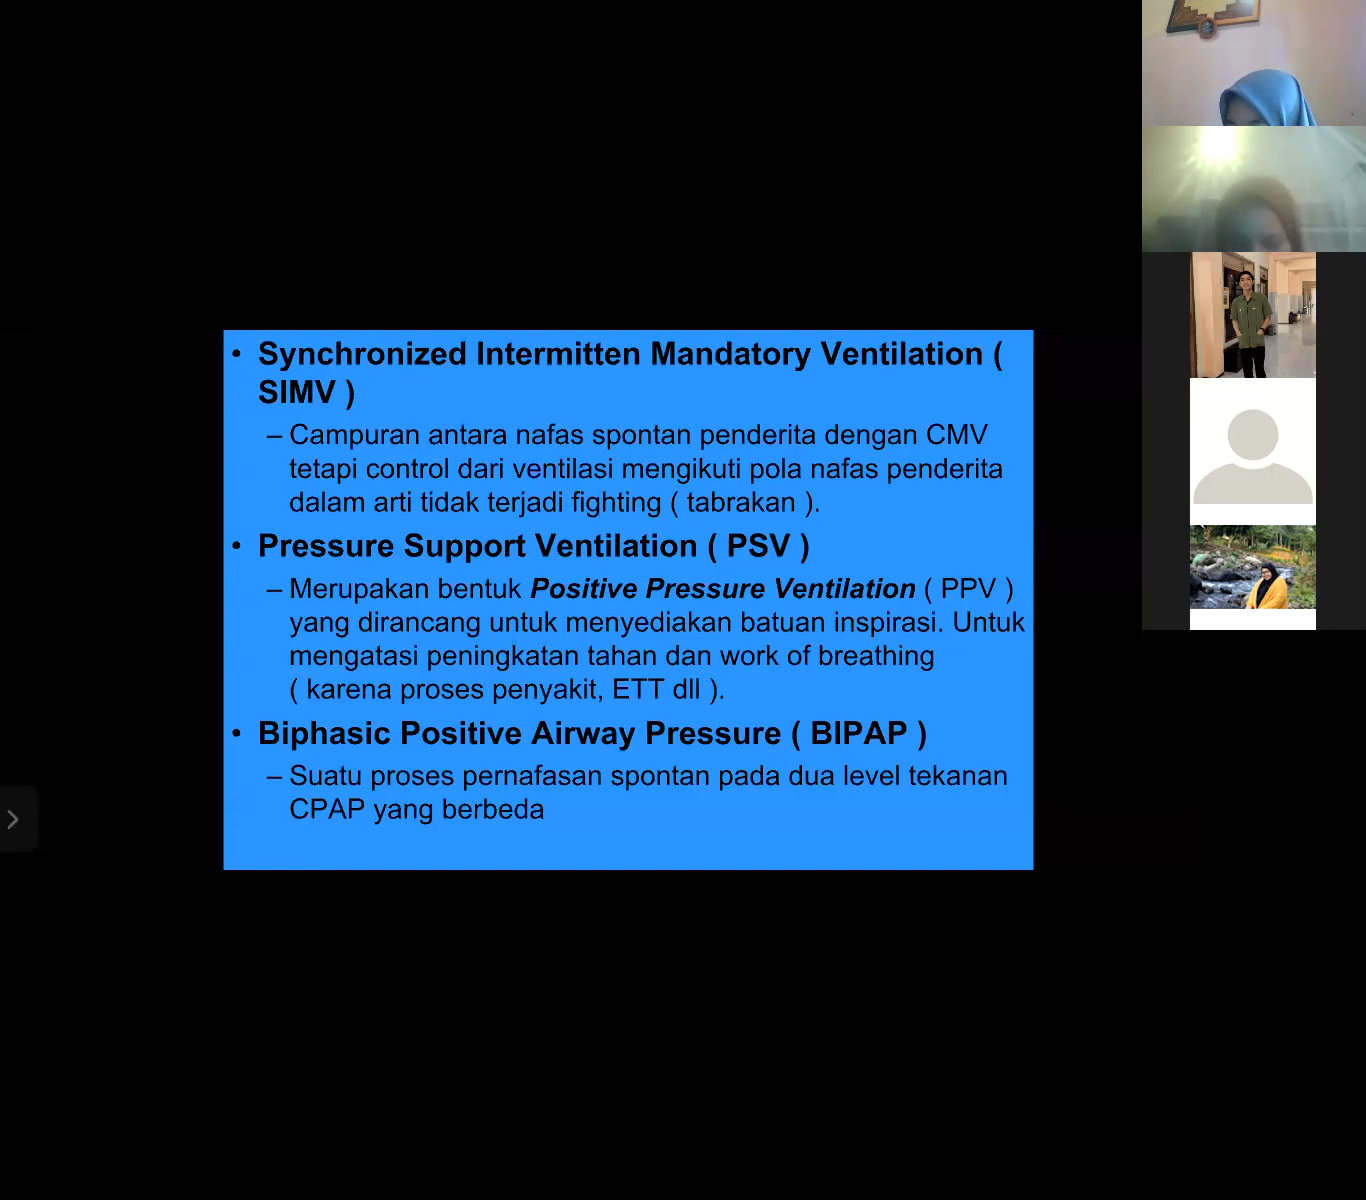 • Synchronized Intermitten Mandatory Ventilation (
SIMV )
– Campuran antara nafas spontan penderita dengan CMV
tetapi control dari ventilasi mengikuti pola nafas penderita
dalam arti tidak terjadi fighting ( tabrakan ).
• Pressure Support Ventilation ( PSV )
– Merupakan bentuk Positive Pressure Ventilation ( PPV )
yang dirancang untuk menyediakan batuan inspirasi. Untuk
mengatasi peningkatan tahan dan work of breathing
( karena proses penyakit, ETT dll ).
• Biphasic Positive Airway Pressure ( BIPAP )
– Suatu proses pernafasan spontan pada dua level tekanan
CPAP yang berbeda